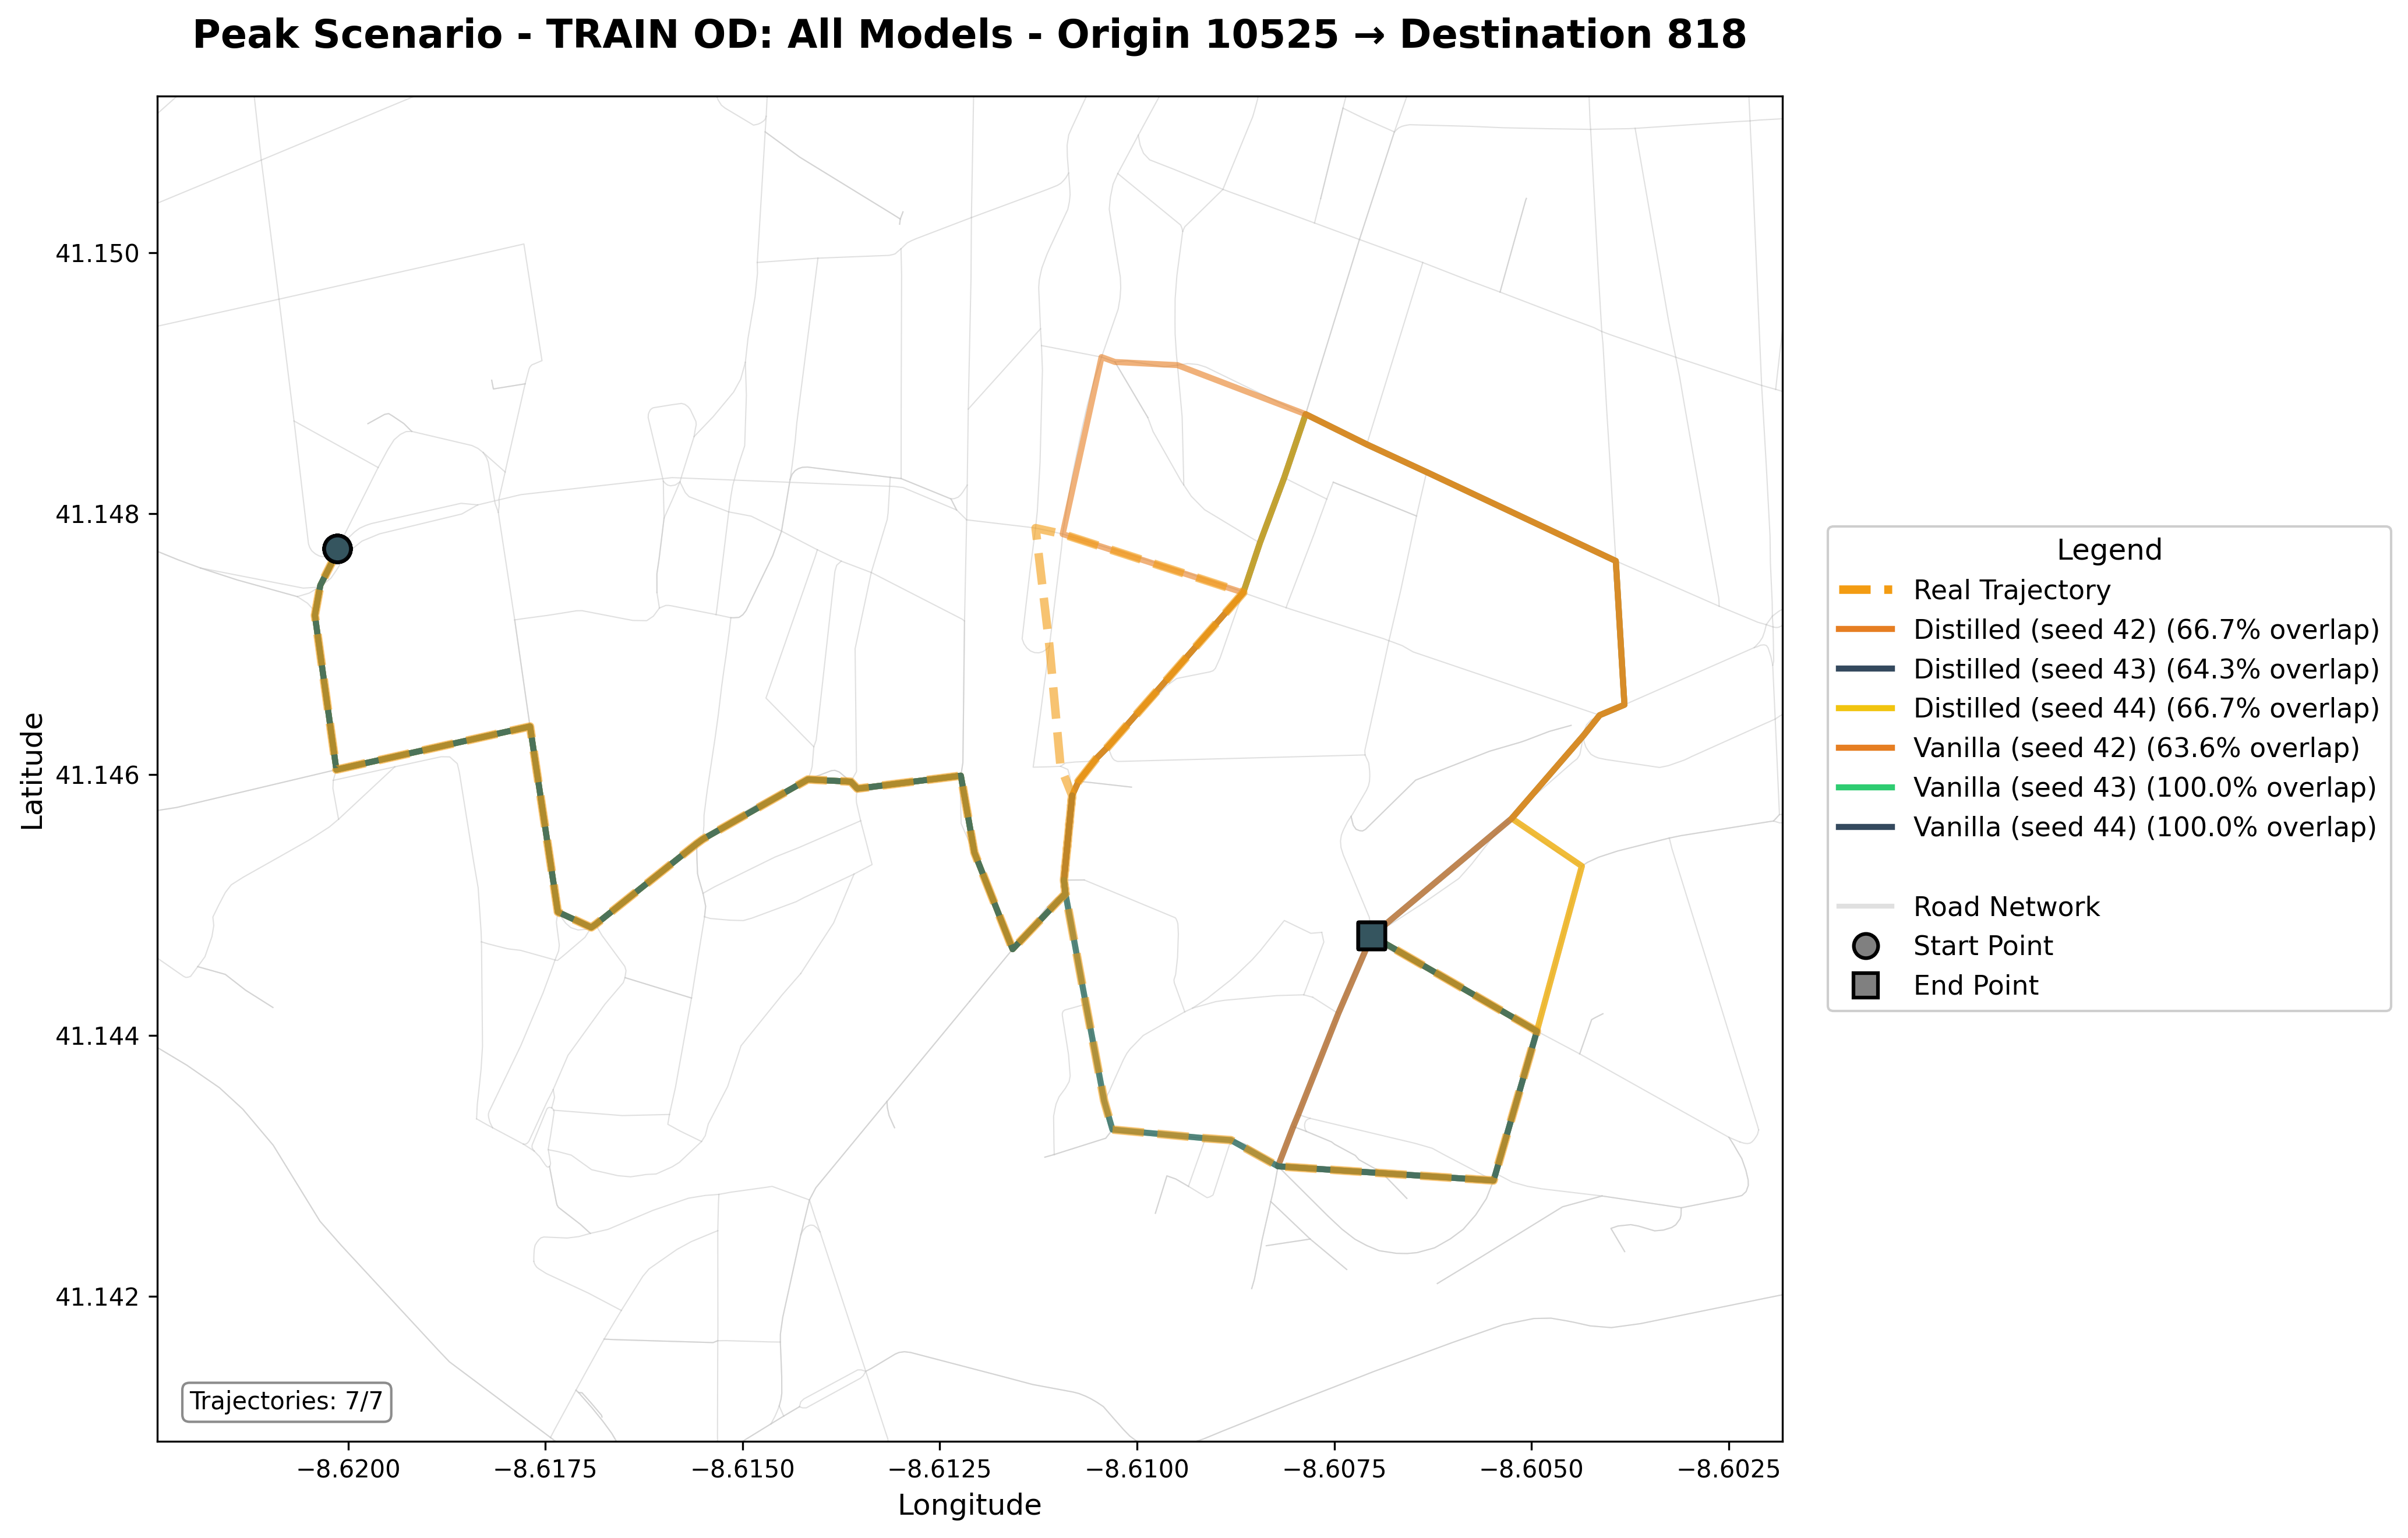 Peak Scenario - TRAIN OD: All Models - Origin 10525 → Destination 818
Latitude
41.150
41.148
41.146
41.144
41.142
Trajectories: 7/7
−8.6200
−8.6175
−8.6150
−8.6125
−8.6100
−8.6075
−8.6050
−8.6025
Longitude
Legend
Real Trajectory
Distilled (seed 42) (66.7% overlap)
Distilled (seed 43) (64.3% overlap)
Distilled (seed 44) (66.7% overlap)
Vanilla (seed 42) (63.6% overlap)
Vanilla (seed 43) (100.0% overlap)
Vanilla (seed 44) (100.0% overlap)
Road Network
Start Point
End Point